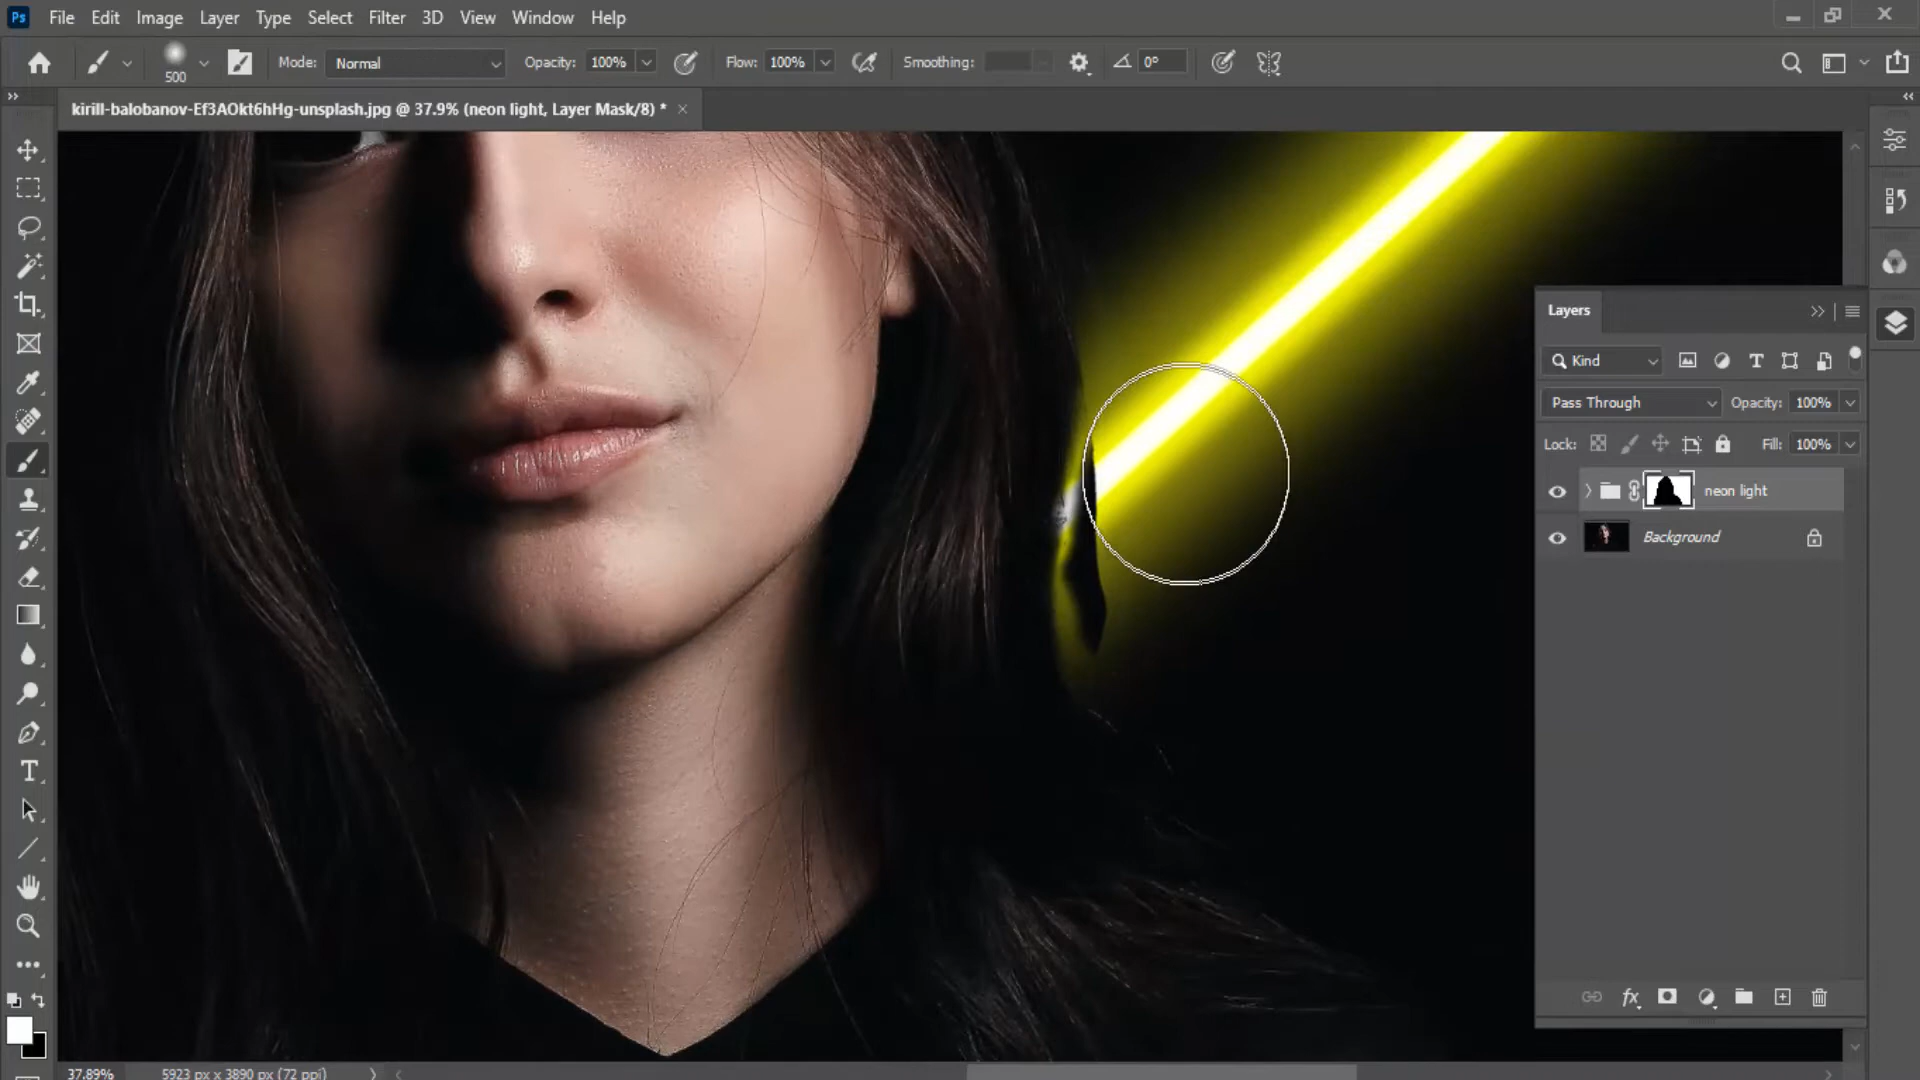 Ps File Edit Image Layer Type Select Filter 3D View Window Help
500 Mode: Normal Opacity: 100% Flow: 100% Smoothing: 0°
kirill-balobanov-Ef3AOkt6hHg-unsplash.jpg @ 37.9% (neon light, Layer Mask/8) *
Layers
Kind
Pass Through Opacity: 100%
Lock: Fill: 100%
neon light
Background
fx
37.89% 5923 px x 3890 px (72 ppi)